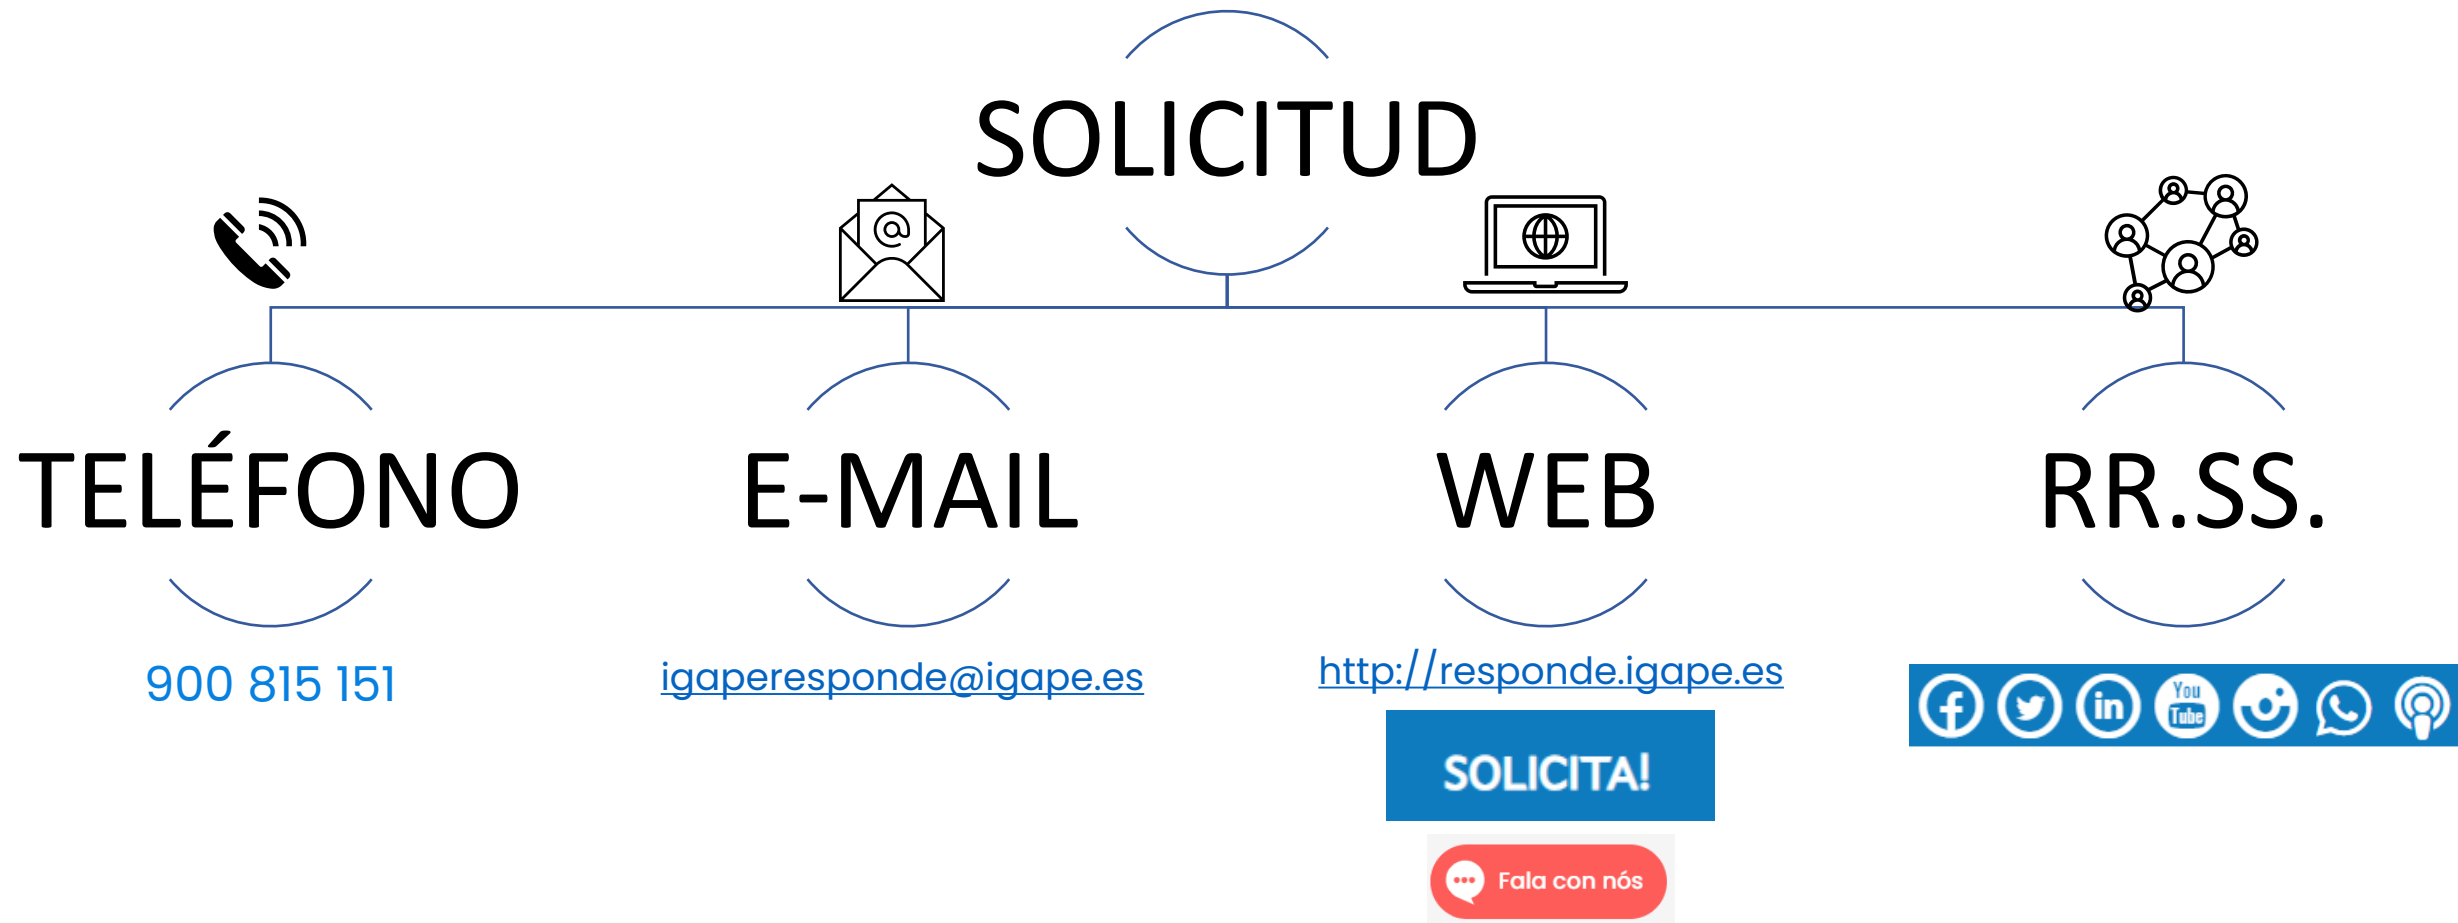 SOLICITUD
TELÉFONO
E-MAIL
WEB
RR.SS.
900 815 151
igaperesponde@igape.es
http://responde.igape.es
SOLICITA!
Fala con nós
@
f
in
You
Tube